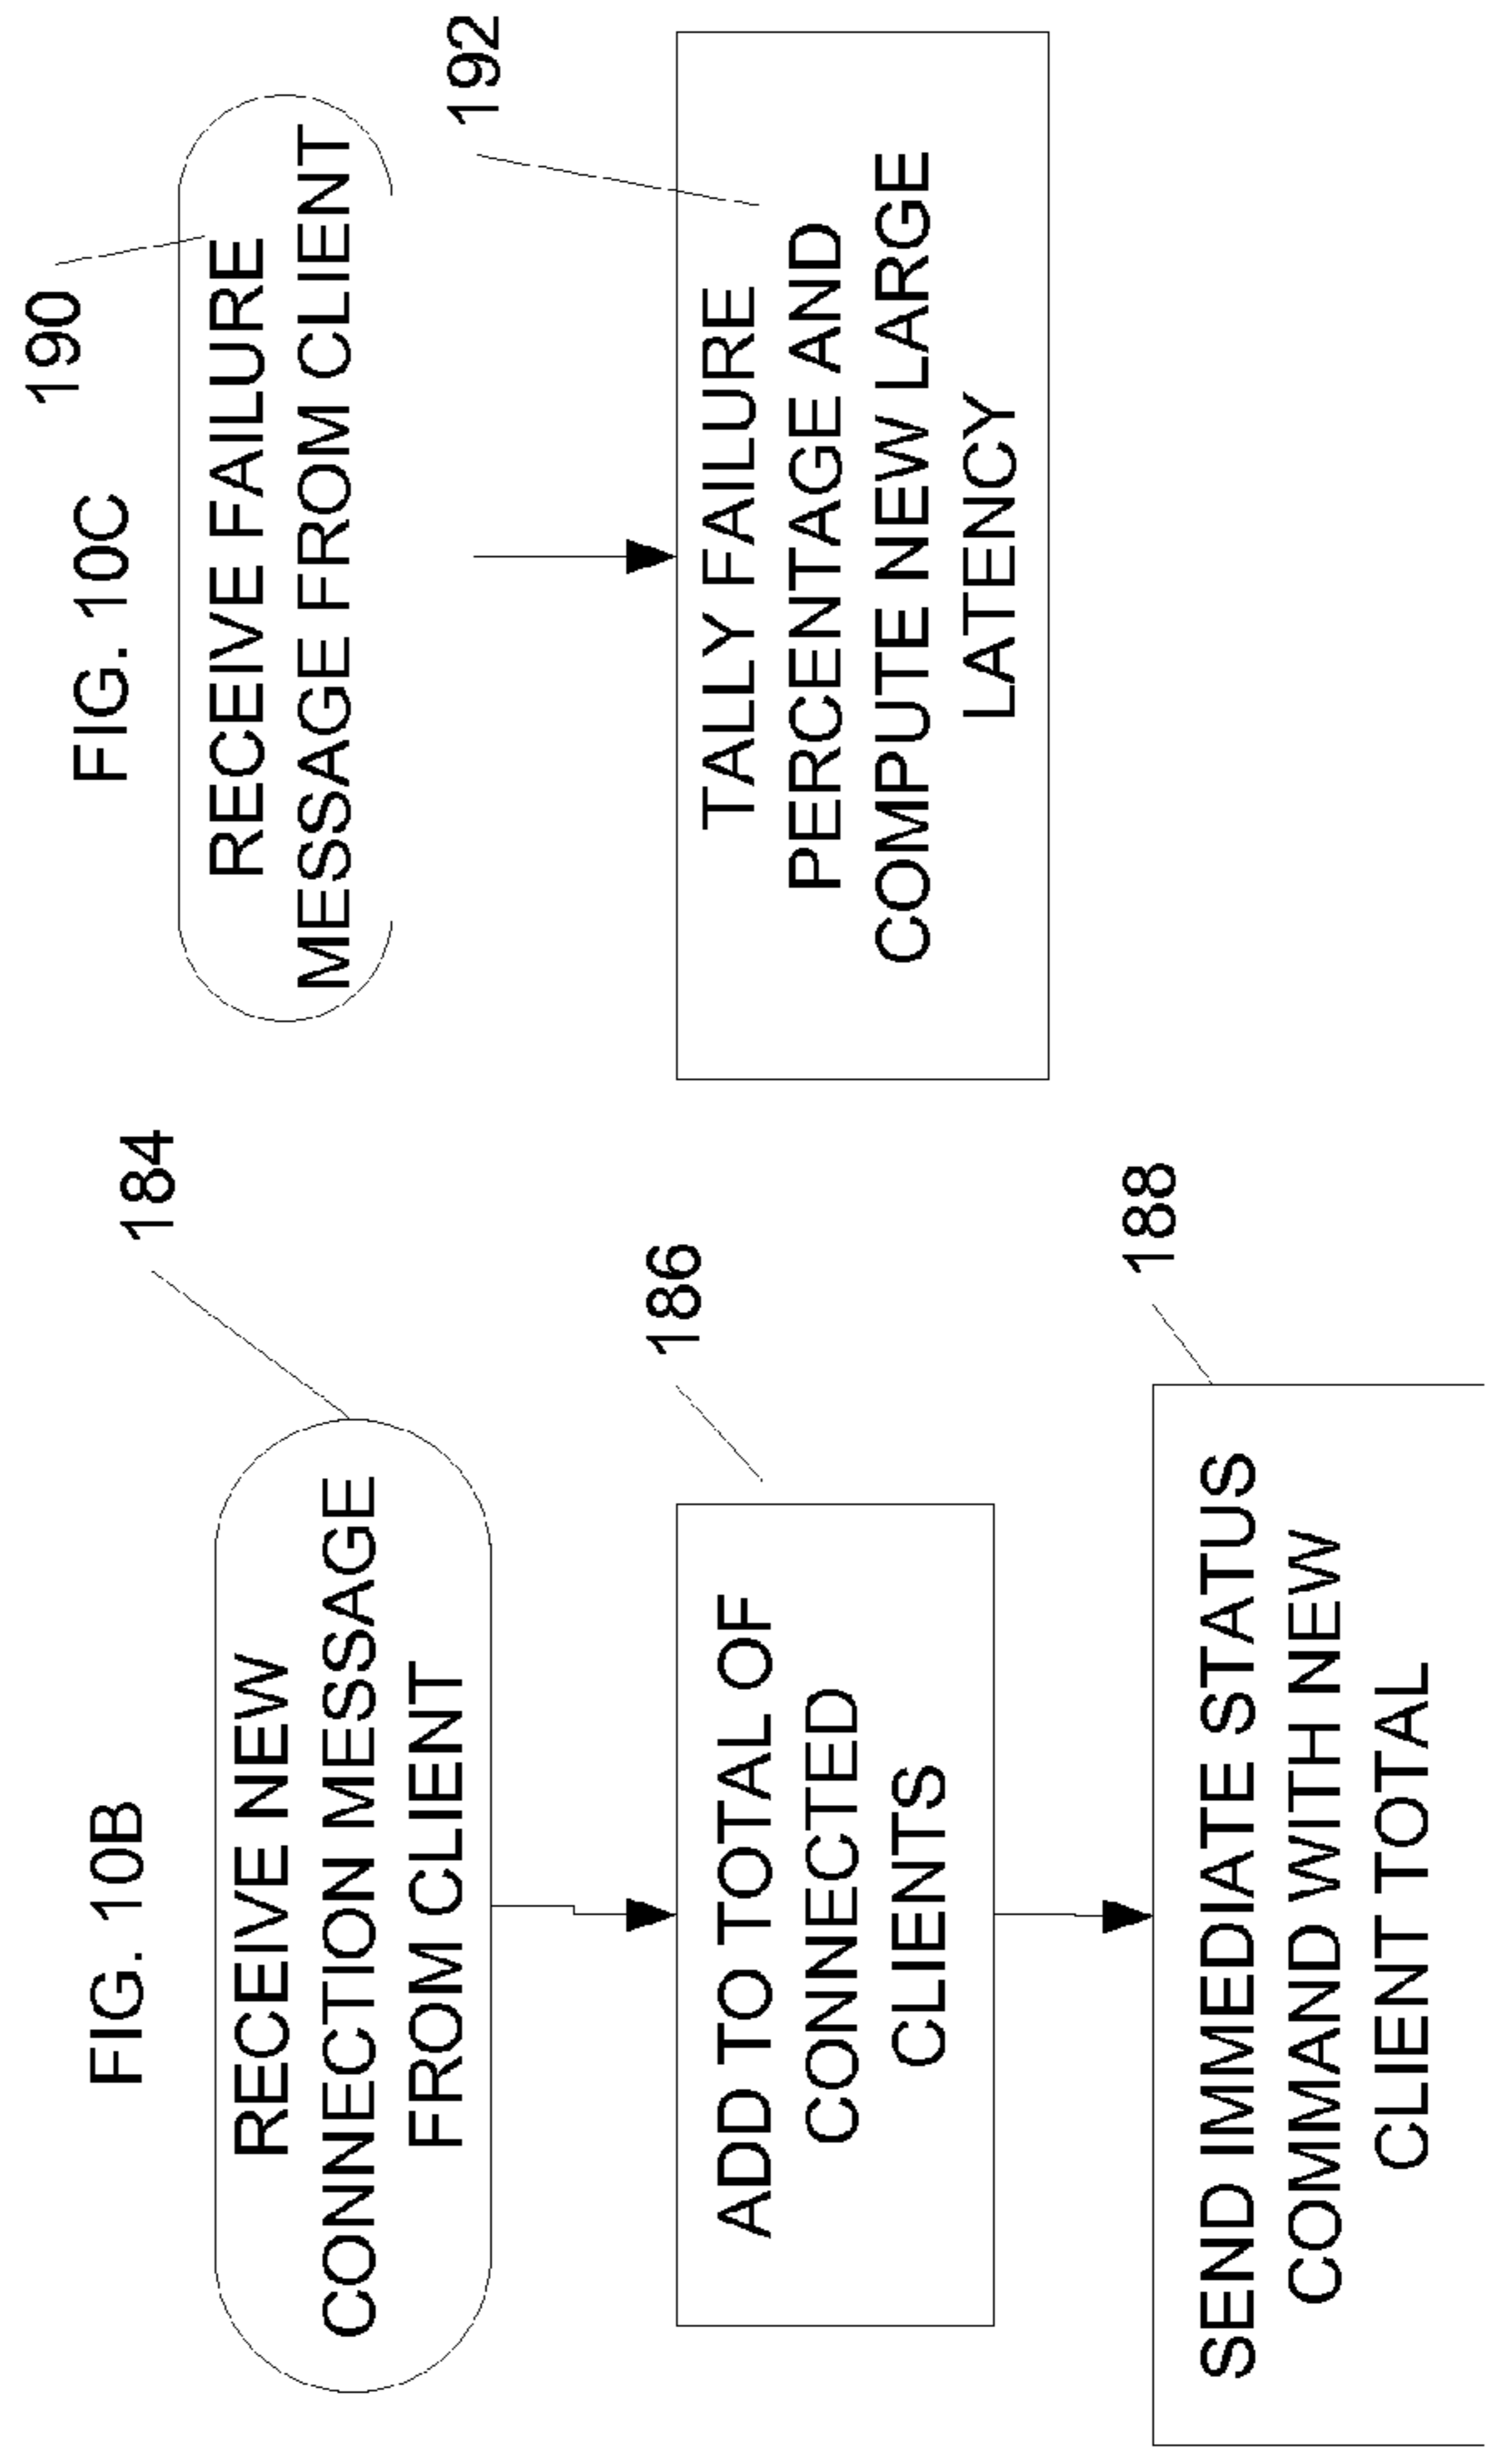 FIG. 10B
184
RECEIVE NEW
CONNECTION MESSAGE
FROM CLIENT
186
ADD TO TOTAL OF
CONNECTED
CLIENTS
188
SEND IMMEDIATE STATUS
COMMAND WITH NEW
CLIENT TOTAL
FIG. 10C
190
RECEIVE FAILURE
MESSAGE FROM CLIENT
192
TALLY FAILURE
PERCENTAGE AND
COMPUTE NEW LARGE
LATENCY